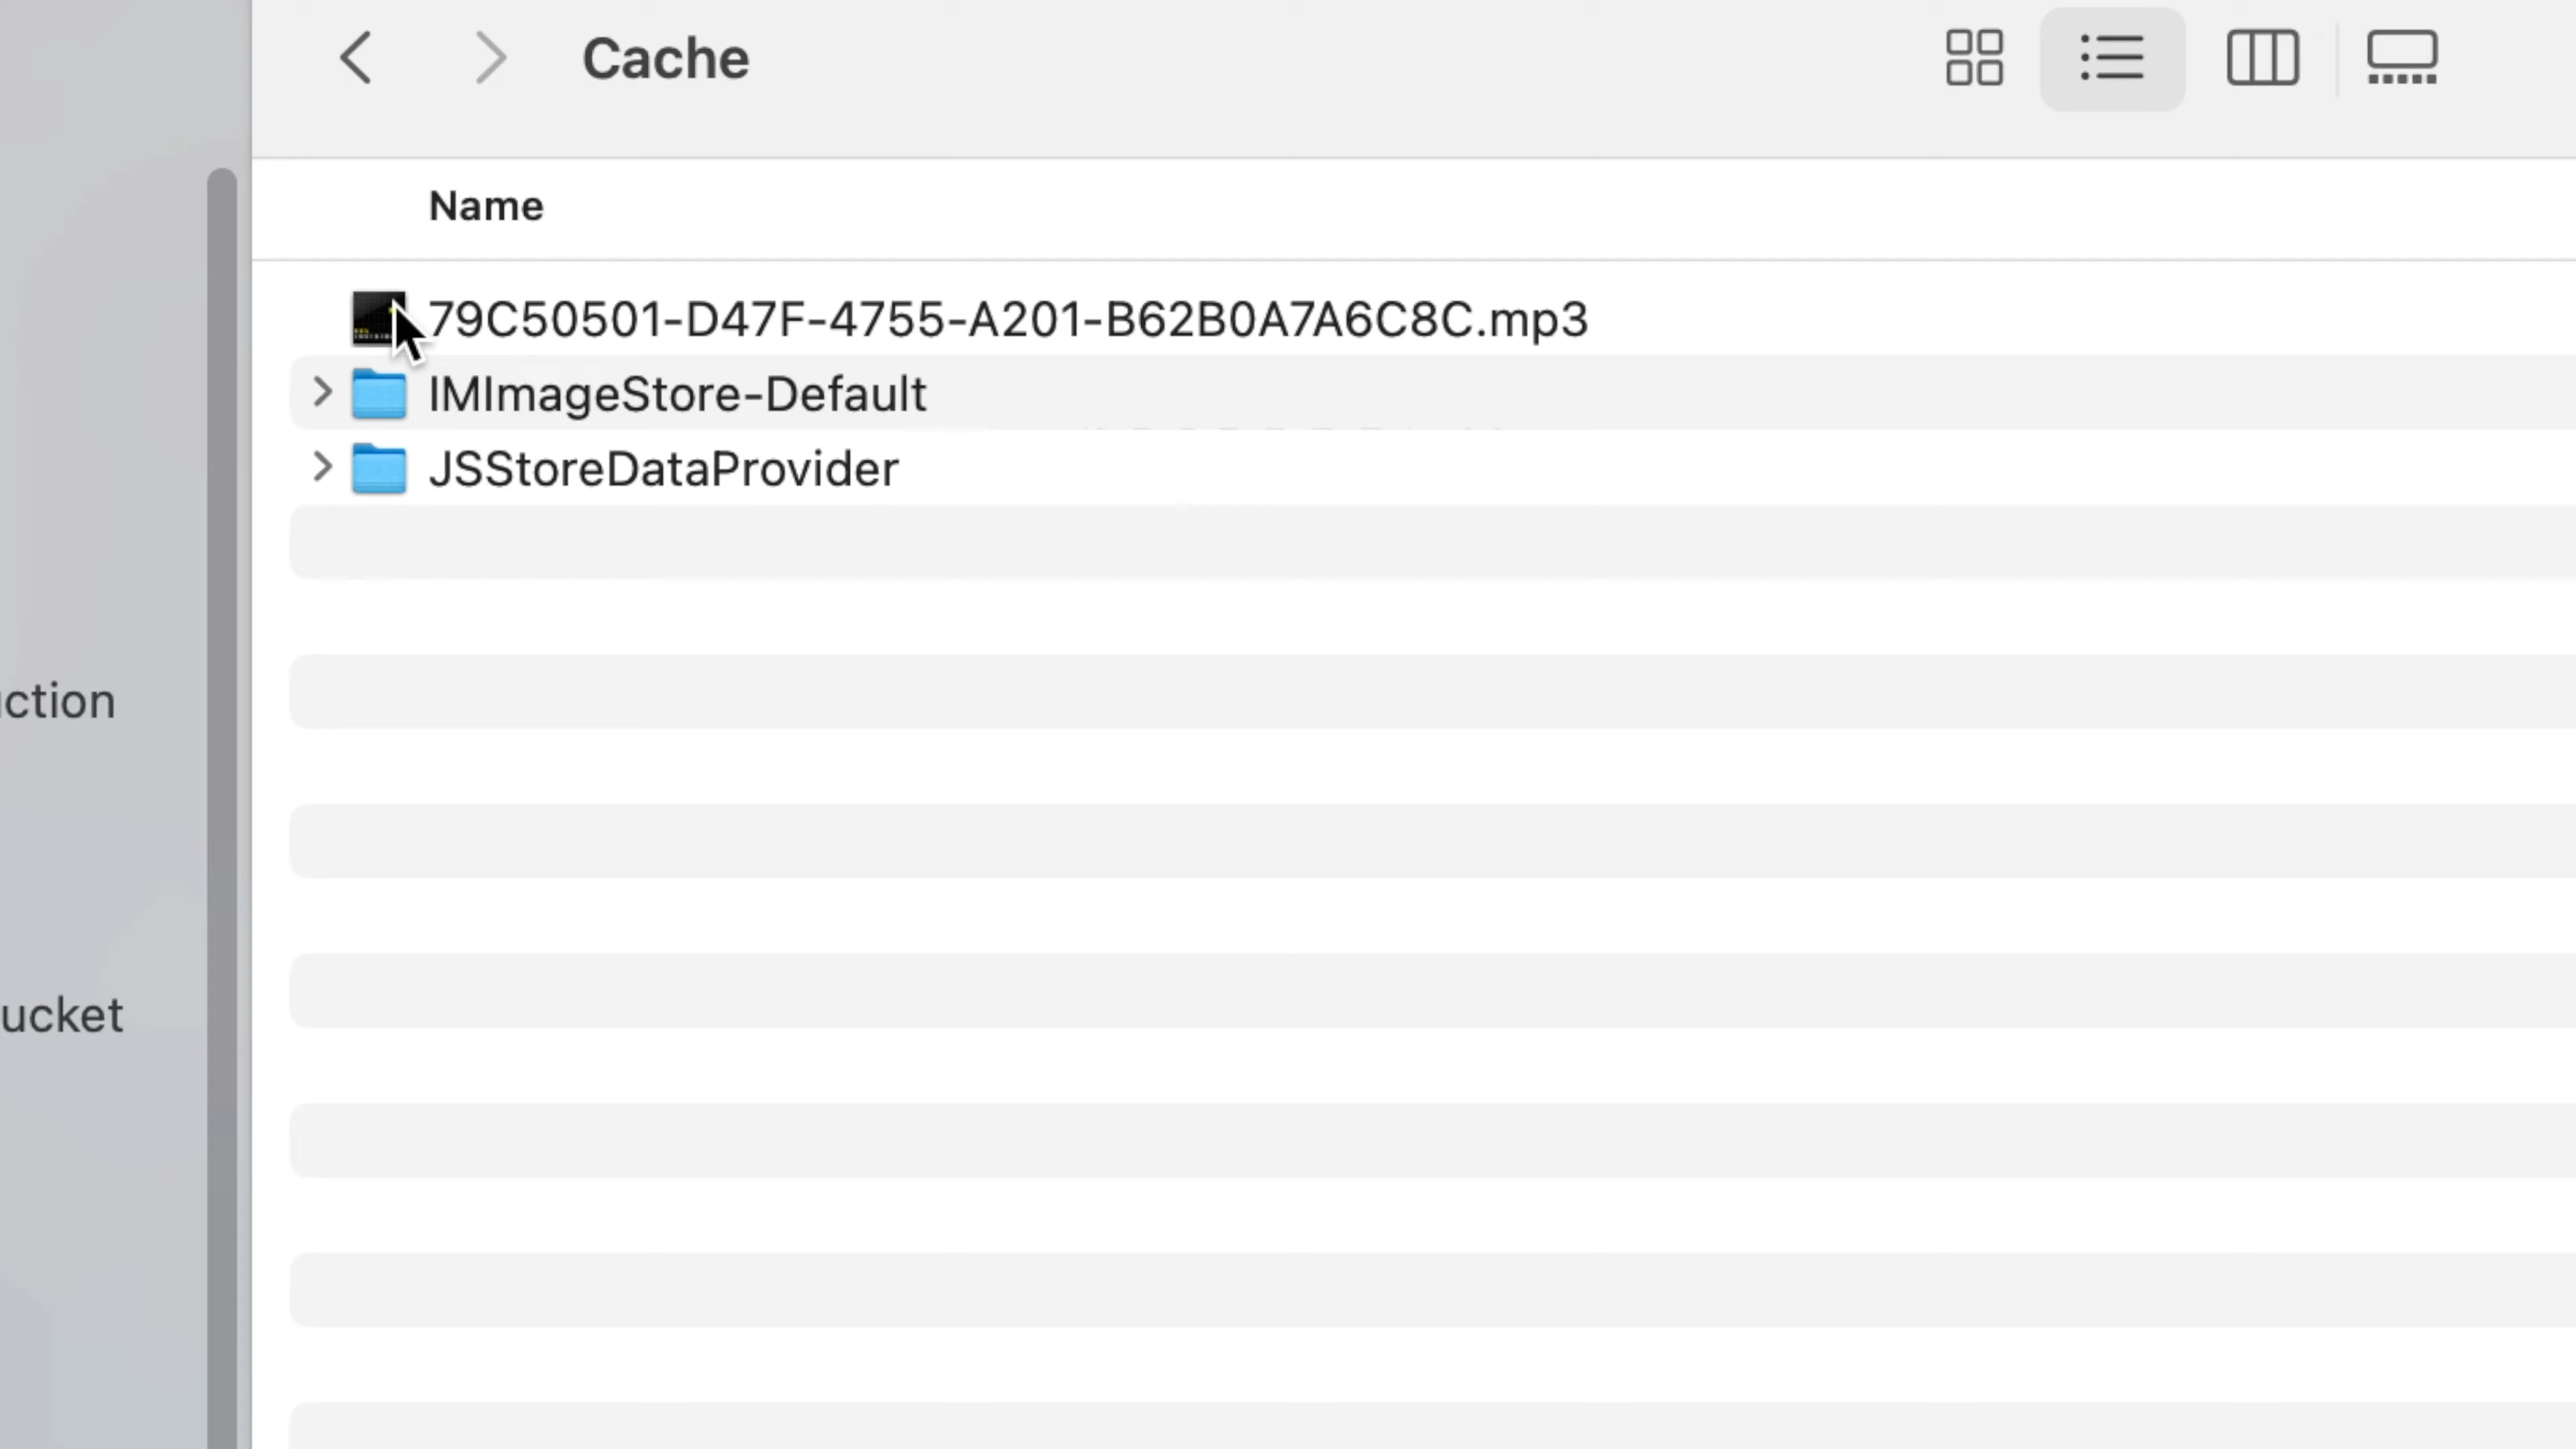 Cache
Name
79C50501-D47F-4755-A201-B62B0A7A6C8C.mp3
IMImageStore-Default
JSStoreDataProvider
ction
ucket